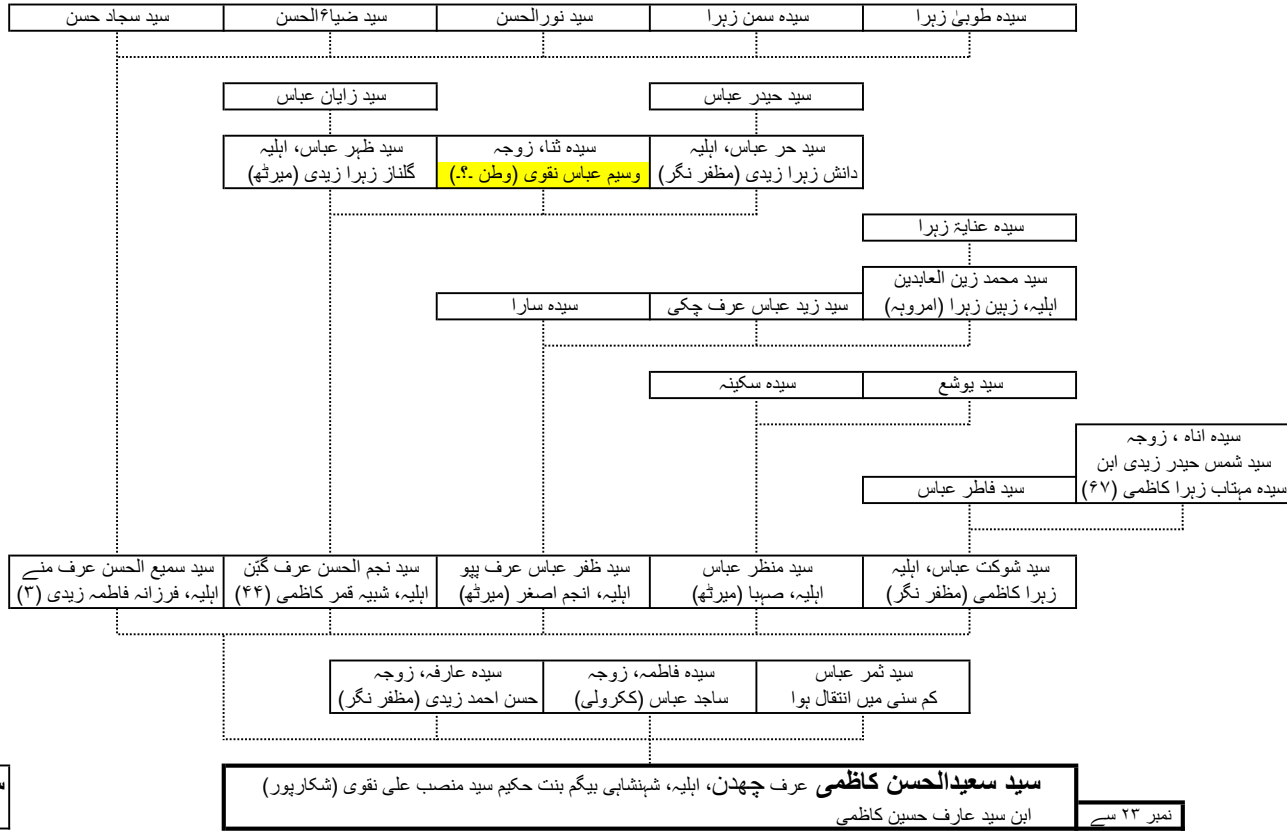 سیدہ طوبیٰ زہرا
سیدہ سمن زہرا
سید نورالحسن
سید ضیا۶الحسن
سید سجاد حسن
سید حیدر عباس
سید زایان عباس
سید حر عباس، اہلیہ
دانش زہرا زیدی (مظفر نگر)
سیدہ ثنا، زوجہ
وسیم عباس نقوی (وطن ۔؟۔)
سید ظہر عباس، اہلیہ
گلناز زہرا زیدی (میرٹھ)
سیدہ عنایۃ زہرا
سید محمد زین العابدین
اہلیہ، زہین زہرا (امروہہ)
سید زید عباس عرف چکی
سیدہ سارا
سید یوشع
سیدہ سکینہ
سیدہ اناہ ، زوجہ
سید شمس حیدر زیدی ابن
سیدہ مہتاب زہرا کاظمی (۶۷)
سید فاطر عباس
سید شوکت عباس، اہلیہ
زہرا کاظمی (مظفر نگر)
سید منظر عباس
اہلیہ، صہبا (میرٹھ)
سید ظفر عباس عرف پپو
اہلیہ، انجم اصغر (میرٹھ)
سید نجم الحسن عرف گبّن
اہلیہ، شبیہ قمر کاظمی (۴۴)
سید سمیع الحسن عرف منے
اہلیہ، فرزانہ فاطمہ زیدی (۳)
سید ثمر عباس
کم سنی میں انتقال ہوا
سیدہ فاطمہ، زوجہ
ساجد عباس (ککرولی)
سیدہ عارفہ، زوجہ
حسن احمد زیدی (مظفر نگر)
سید سعیدالحسن کاظمی عرف چھدن، اہلیہ، شہنشاہی بیگم بنت حکیم سید منصب علی نقوی (شکارپور)
ابن سید عارف حسین کاظمی
نمبر ۲۳ سے